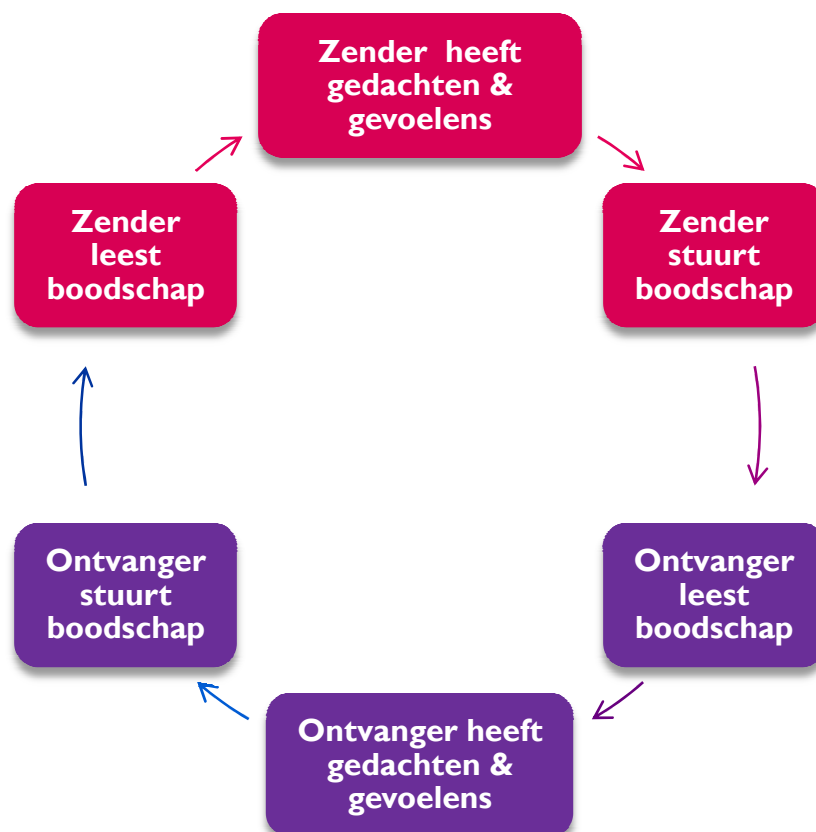 Zender heeft
gedachten &
gevoelens
Zender
stuurt
boodschap
Ontvanger
leest
boodschap
Ontvanger heeft
gedachten &
gevoelens
Ontvanger
stuurt
boodschap
Zender
leest
boodschap